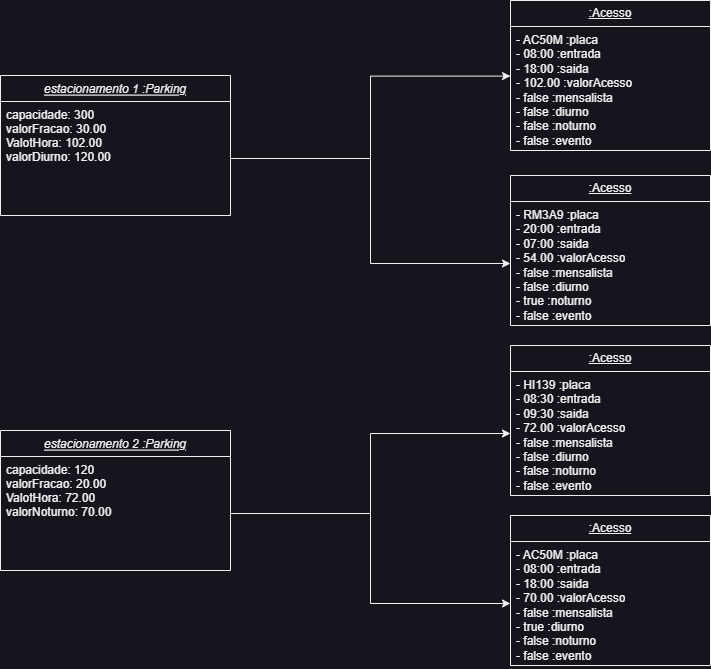 estacionamento 1 :Parking
capacidade: 300
valorFracao: 30.00
ValotHora: 102.00
valorDiurno: 120.00
:Acesso
- AC50M :placa
- 08:00 :entrada
- 18:00 :saida
- 102.00 :valorAcesso
- false :mensalista
- false :diurno
- false :noturno
- false :evento
:Acesso
- RM3A9 :placa
- 20:00 :entrada
- 07:00 :saida
- 54.00 :valorAcesso
- false :mensalista
- false :diurno
- true :noturno
- false :evento
estacionamento 2 :Parking
capacidade: 120
valorFracao: 20.00
ValotHora: 72.00
valorNoturno: 70.00
:Acesso
- HI139 :placa
- 08:30 :entrada
- 09:30 :saida
- 72.00 :valorAcesso
- false :mensalista
- false :diurno
- false :noturno
- false :evento
:Acesso
- AC50M :placa
- 08:00 :entrada
- 18:00 :saida
- 70.00 :valorAcesso
- false :mensalista
- true :diurno
- false :noturno
- false :evento